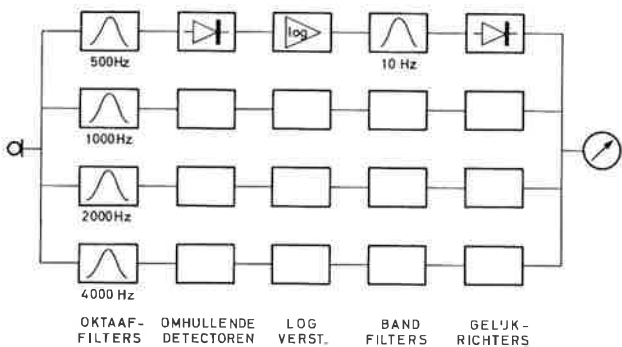 log
500Hz
10 Hz
1000Hz
2000Hz
4000 Hz
OKTAAF- OMHULLENDE LOG BAND GELIJK-
FILTERS DETECTOREN VERST. FILTERS RICHTERS